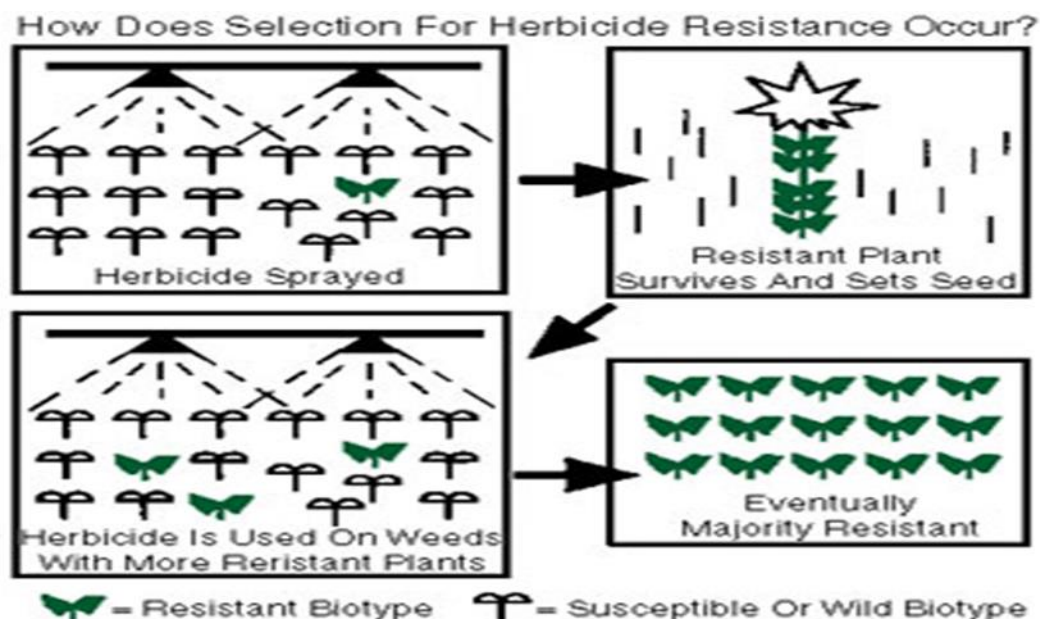 How Does Selection For Herbicide Resistance Occur?
Herbicide Sprayed
Resistant Plant
Survives And Sets Seed
Herbicide Is Used On Weeds
With More Reristant Plants
Eventually
Majority Resistant
= Resistant Biotype = Susceptible Or Wild Biotype